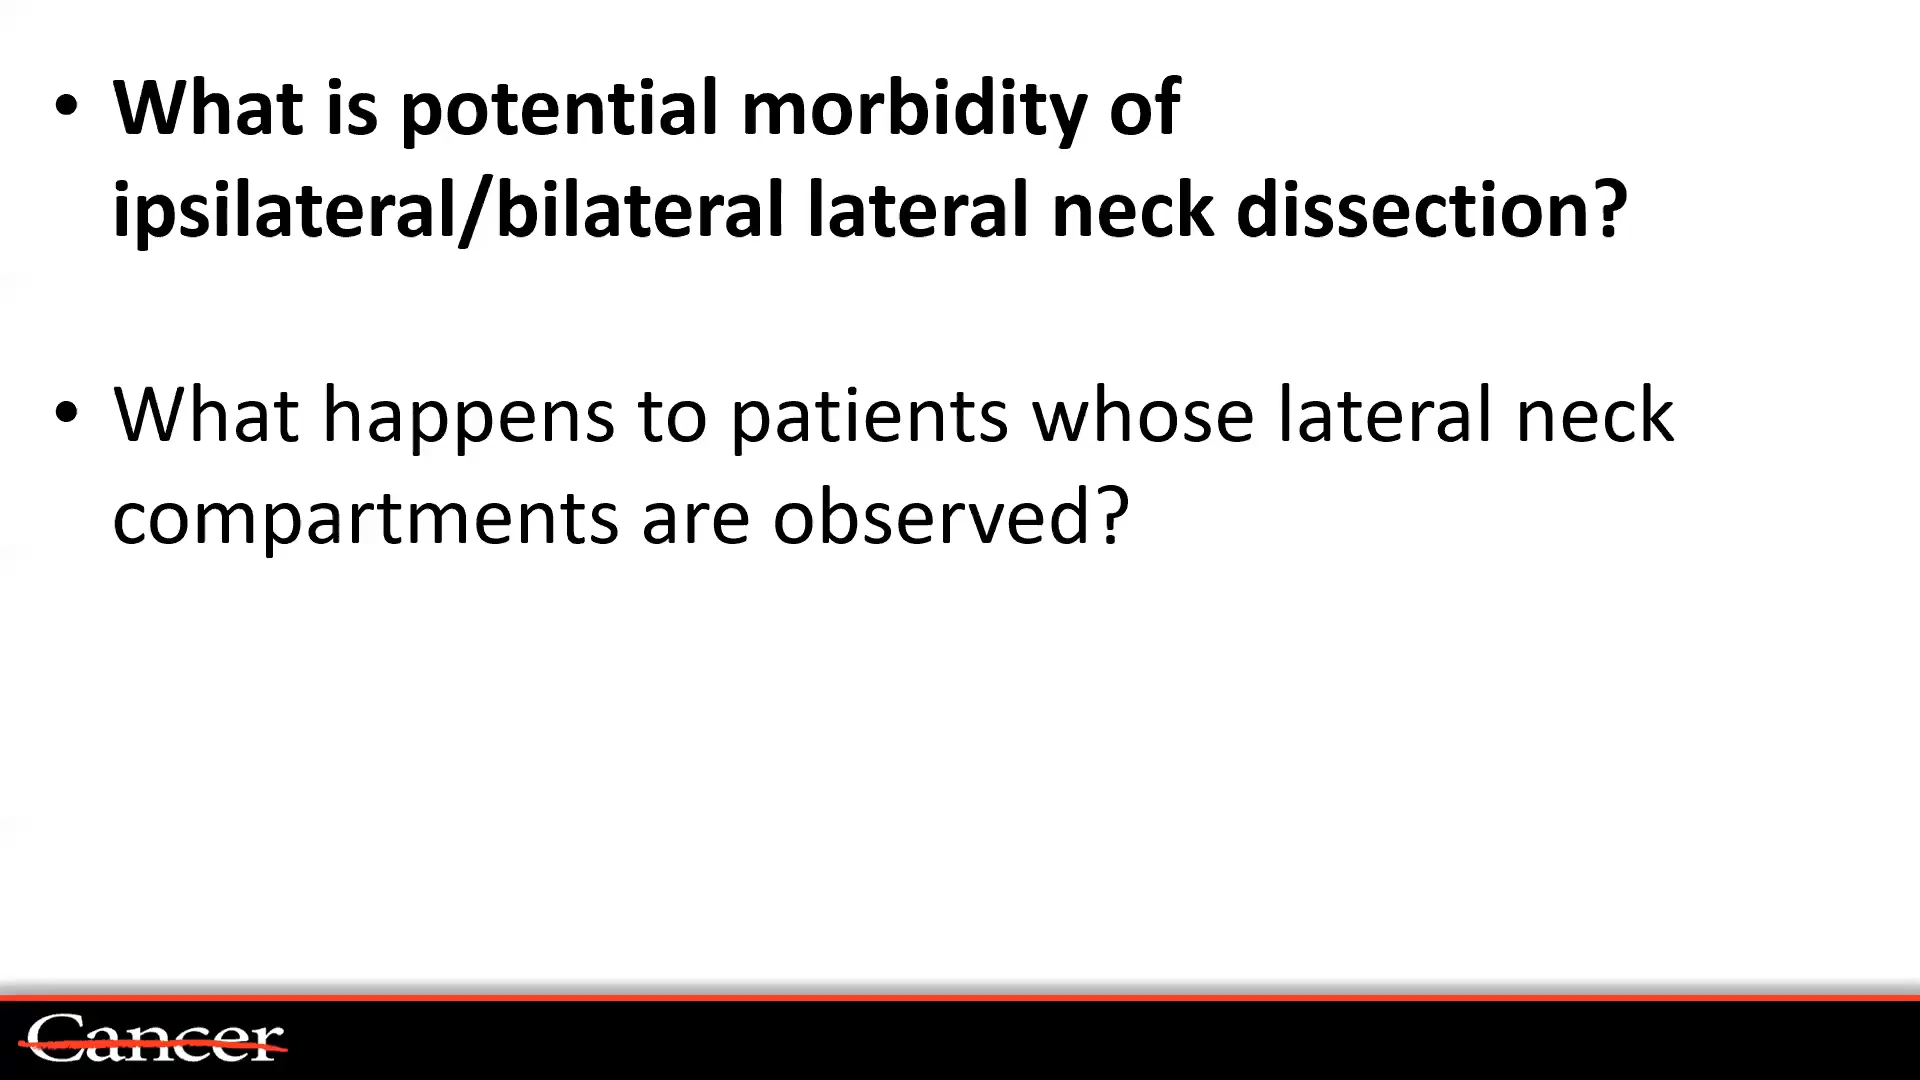 • What is potential morbidity of
ipsilateral/bilateral lateral neck dissection?
• What happens to patients whose lateral neck
compartments are observed?
Cancer